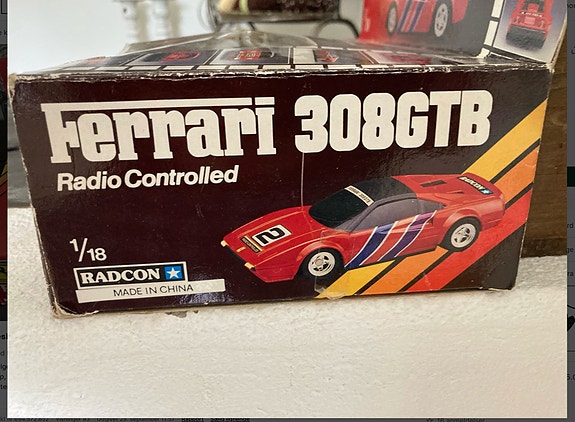 Ferrari 308GTB
Radio Controlled
1/18
RADCON
MADE IN CHINA
2
RADCON